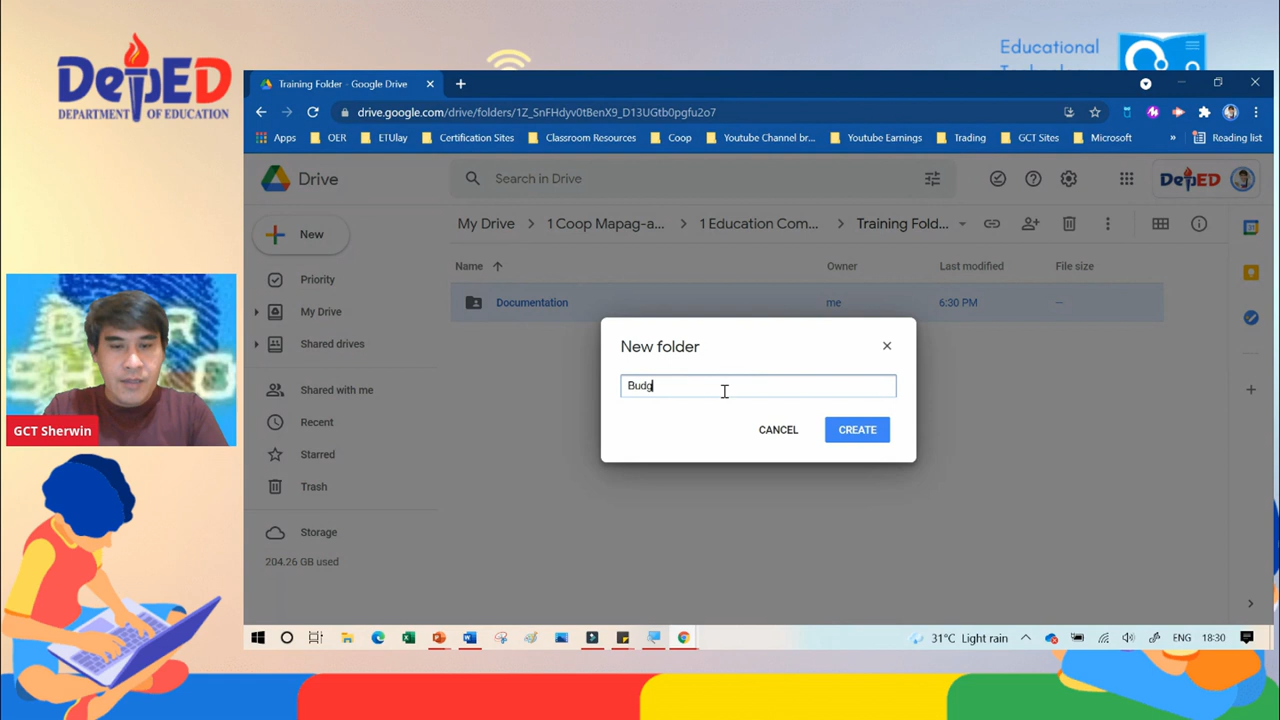 DepED
DEPARTMENT OF EDUCATION
Educational
Training Folder - Google Drive
drive.google.com/drive/folders/1Z_SnFHdyv0tBenX9_D13UGtb0pgfu2o7
Apps OER ETUlay Certification Sites Classroom Resources Coop Youtube Channel br... Youtube Earnings Trading GCT Sites Microsoft » Reading list
Drive Search in Drive DepED
New My Drive > 1 Coop Mapag-a... > 1 Education Com... > Training Fold...
Name Owner Last modified File size
Documentation me 6:30 PM —
Priority
My Drive
Shared drives
Shared with me
Recent
Starred
Trash
Storage
204.26 GB used
New folder
Budg
CANCEL CREATE
GCT Sherwin
31°C Light rain ENG 18:30